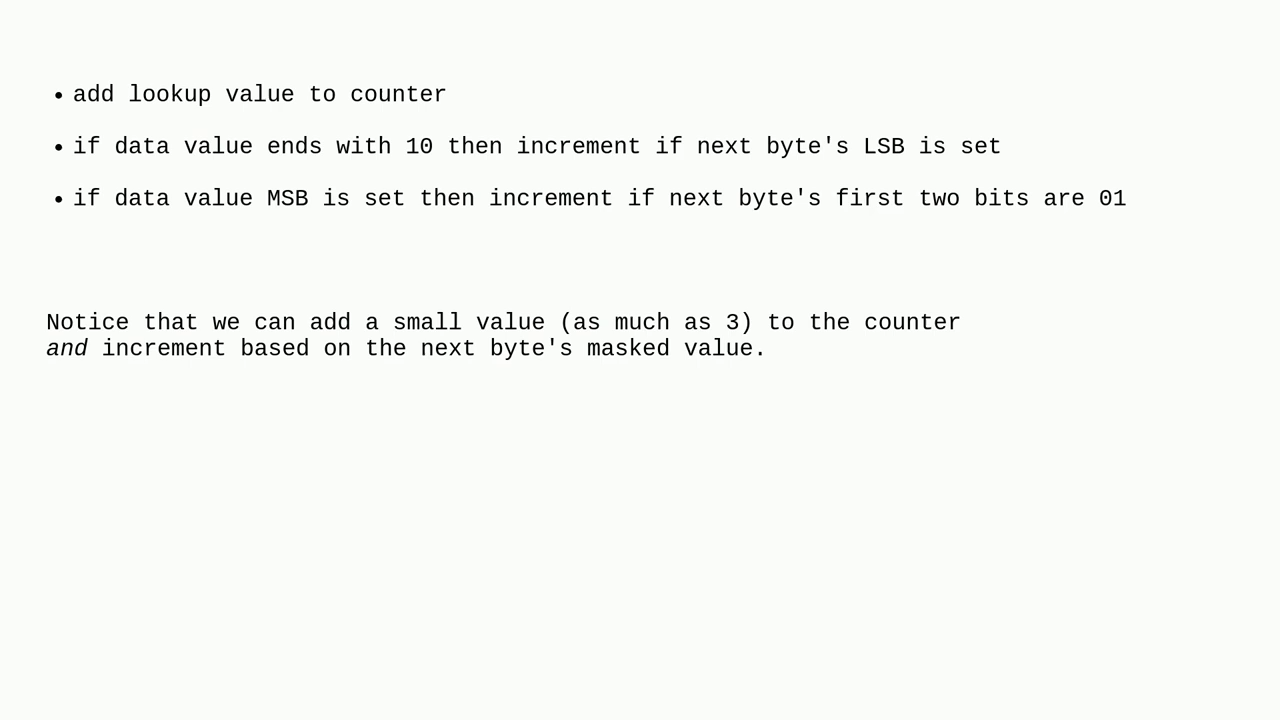 • add lookup value to counter
• if data value ends with 10 then increment if next byte's LSB is set
• if data value MSB is set then increment if next byte's first two bits are 01
Notice that we can add a small value (as much as 3) to the counter
and increment based on the next byte's masked value.